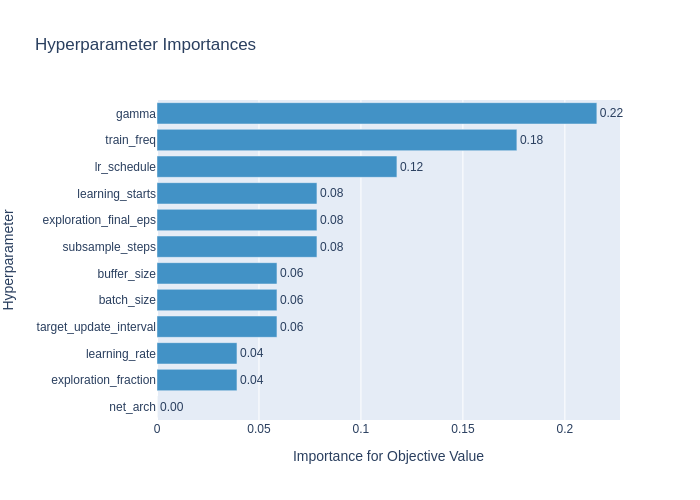 Hyperparameter Importances
Hyperparameter
gamma 0.22
train_freq 0.18
lr_schedule 0.12
learning_starts 0.08
exploration_final_eps 0.08
subsample_steps 0.08
buffer_size 0.06
batch_size 0.06
target_update_interval 0.06
learning_rate 0.04
exploration_fraction 0.04
net_arch 0.00
0 0.05 0.1 0.15 0.2
Importance for Objective Value